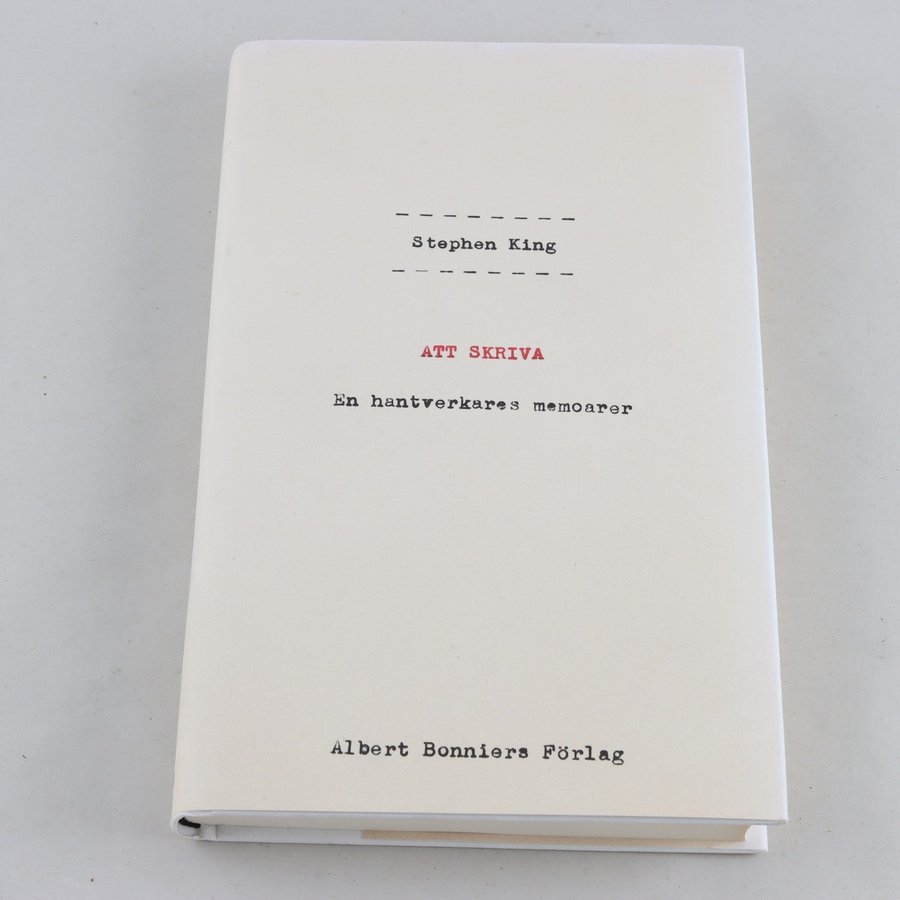 Stephen King
ATT SKRIVA
En hantverkares memoarer
Albert Bonniers Förlag